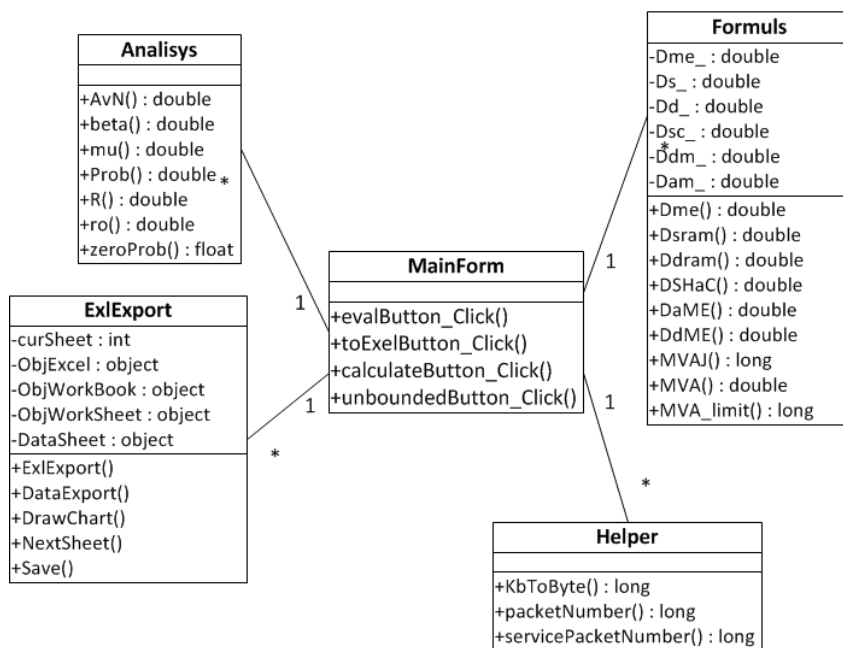 Analisys
+AvN() : double
+beta() : double
+mu() : double
+Prob() : double
+R() : double
+ro() : double
+zeroProb() : float
*
1
Formuls
-Dme_ : double
-Ds_ : double
-Dd_ : double
-Dsc_ : double
-Ddm_ : double
-Dam_ : double
+Dme() : double
+Dsram() : double
+Ddram() : double
+DSHaC() : double
+DaME() : double
+DdME() : double
+MVAJ() : long
+MVA() : double
+MVA_limit() : long
*
1
MainForm
+evalButton_Click()
+toExelButton_Click()
+calculateButton_Click()
+unboundedButton_Click()
ExlExport
-curSheet : int
-ObjExcel : object
-ObjWorkBook : object
-ObjWorkSheet : object
-DataSheet : object
+ExlExport()
+DataExport()
+DrawChart()
+NextSheet()
+Save()
1
*
1
*
Helper
+KbToByte() : long
+packetNumber() : long
+servicePacketNumber() : long